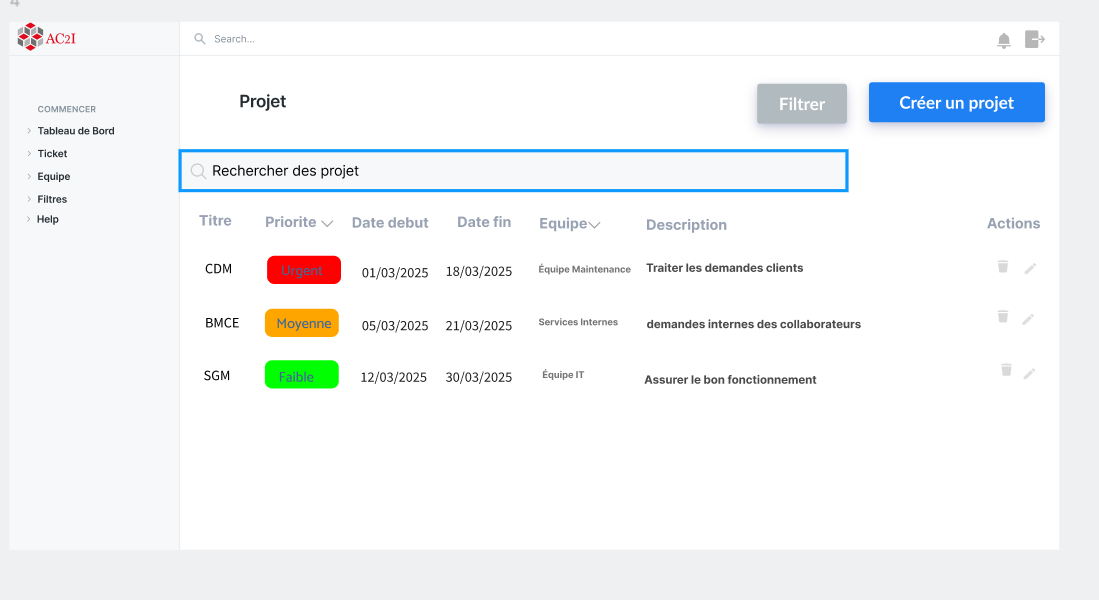 4
AC2I
Search...
COMMENCER
Tableau de Bord
Ticket
Equipe
Filtres
Help
Projet
Filtrer
Créer un projet
Rechercher des projet
Titre Priorite Date debut Date fin Equipe Description Actions
CDM Urgent 01/03/2025 18/03/2025 Équipe Maintenance Traiter les demandes clients
BMCE Moyenne 05/03/2025 21/03/2025 Services Internes demandes internes des collaborateurs
SGM Faible 12/03/2025 30/03/2025 Équipe IT Assurer le bon fonctionnement